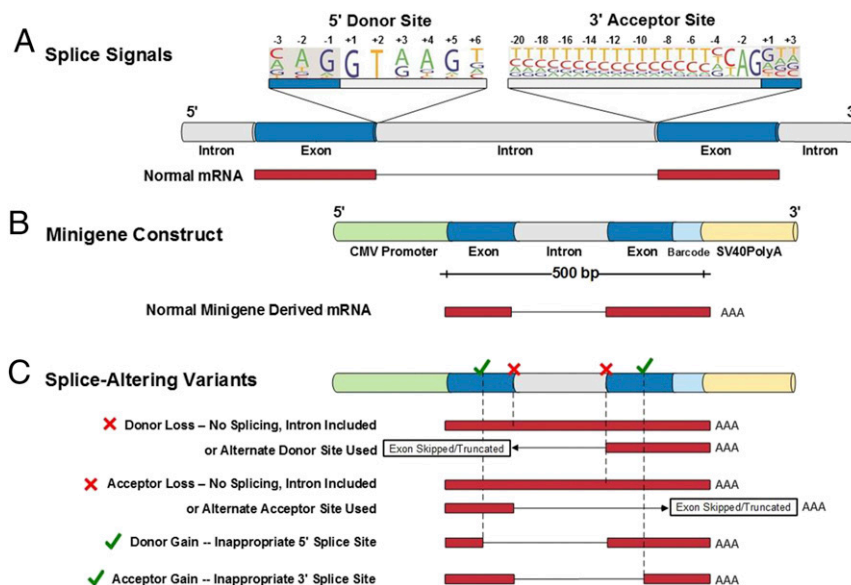 A
Splice Signals
5' Donor Site
3' Acceptor Site
-3 -2 -1 +1 +2 +3 +4 +5 +6
-20 -18 -16 -14 -12 -10 -8 -6 -4 -2 +1 +3
5'
3'
Intron Exon Intron Exon Intron
Normal mRNA
B
Minigene Construct
5' 3'
CMV Promoter Exon Intron Exon Barcode SV40PolyA
500 bp
Normal Minigene Derived mRNA AAA
C
Splice-Altering Variants
Donor Loss – No Splicing, Intron Included AAA
or Alternate Donor Site Used Exon Skipped/Truncated AAA
Acceptor Loss – No Splicing, Intron Included AAA
or Alternate Acceptor Site Used Exon Skipped/Truncated AAA
Donor Gain -- Inappropriate 5' Splice Site AAA
Acceptor Gain -- Inappropriate 3' Splice Site AAA